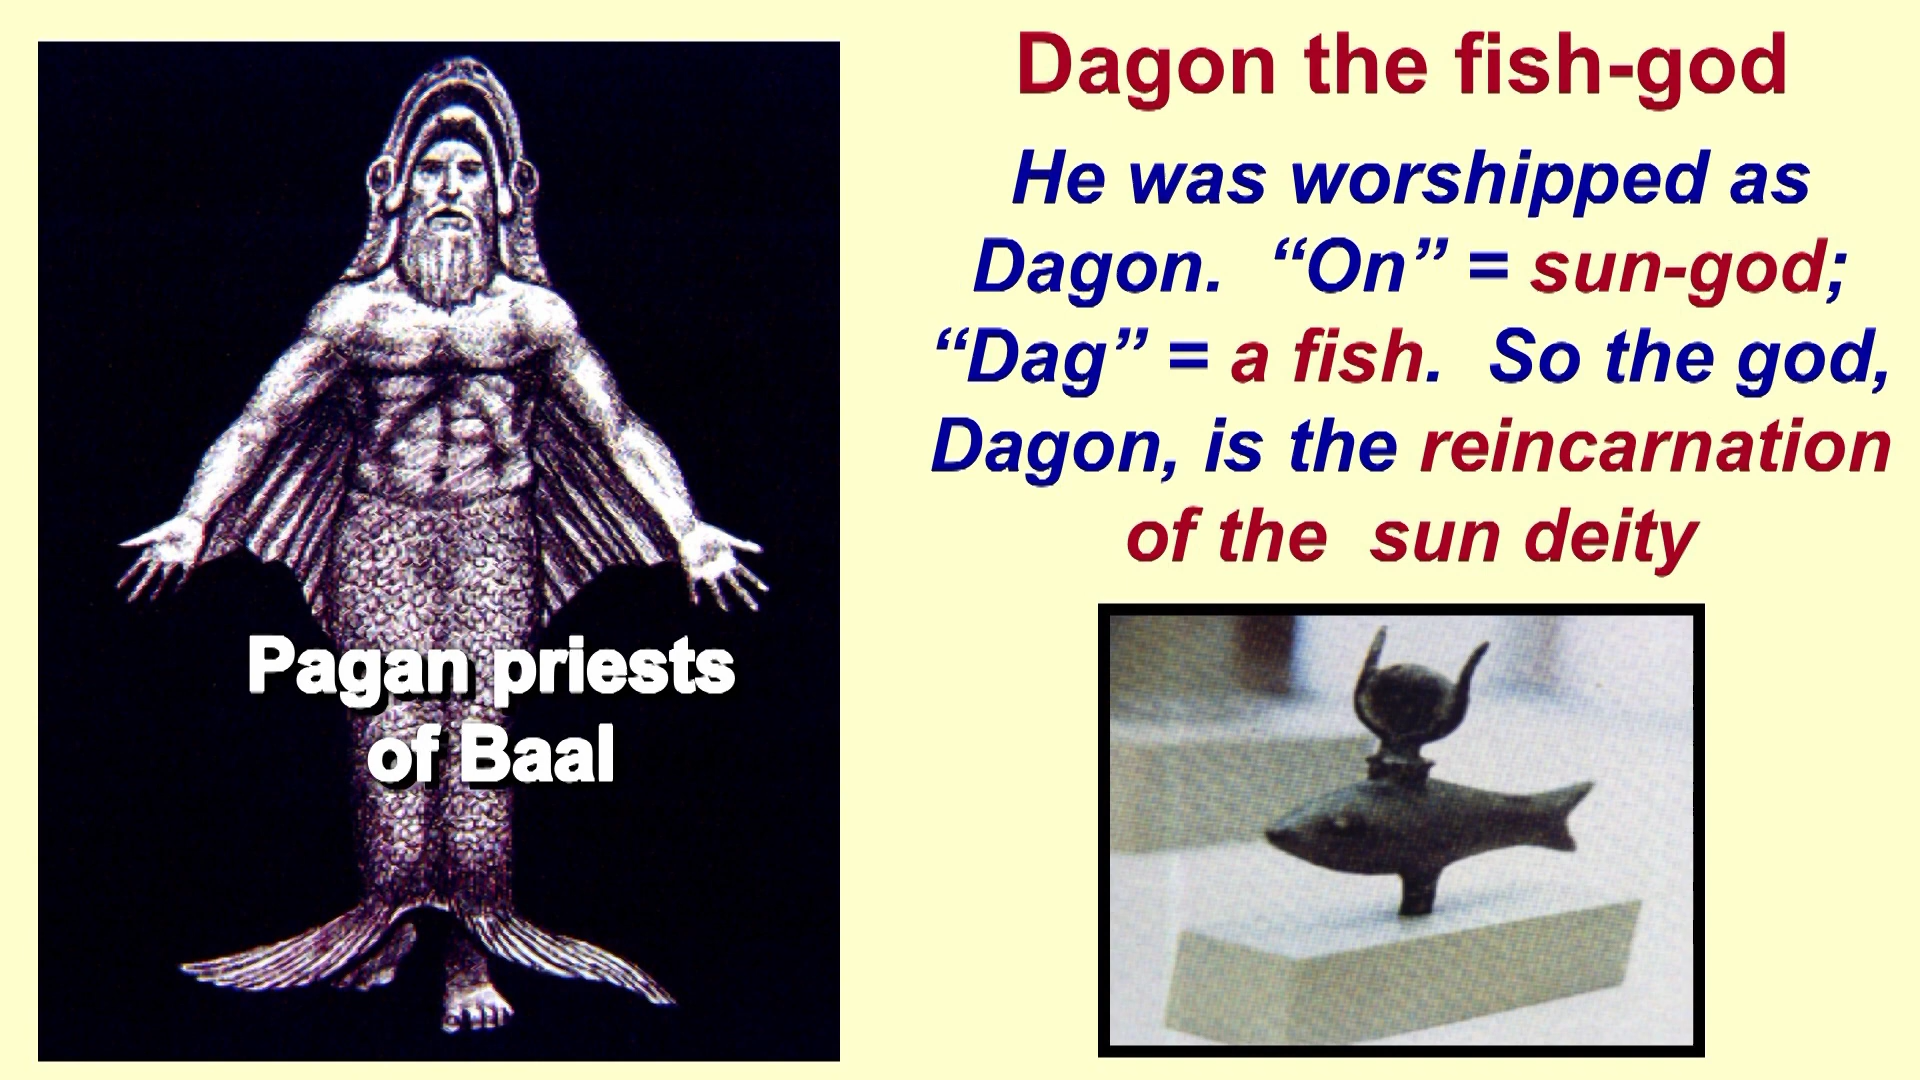 Dagon the fish-god
He was worshipped as
Dagon.  “On” = sun-god;
“Dag” = a fish.  So the god,
Dagon, is the reincarnation
of the  sun deity
Pagan priests
of Baal